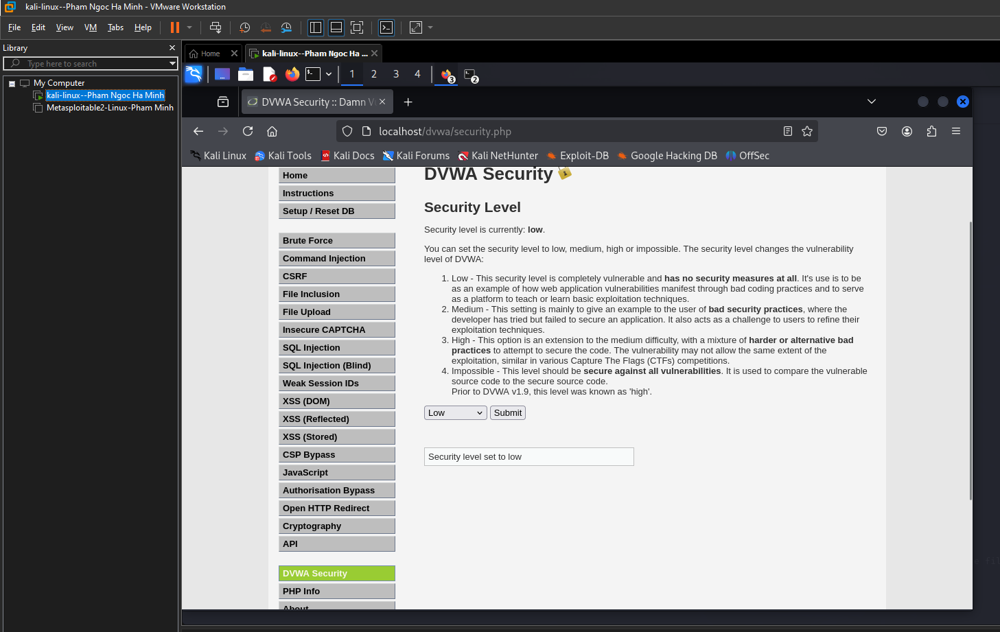 kali-linux--Pham Ngoc Ha Minh - VMware Workstation
File Edit View VM Tabs Help
Library
Type here to search
My Computer
kali-linux--Pham Ngoc Ha Minh
Metasploitable2-Linux-Pham Minh
Home
kali-linux--Pham Ngoc Ha ...
1 2 3 4 3 2
DVWA Security :: Damn V
localhost/dvwa/security.php
Kali Linux Kali Tools Kali Docs Kali Forums Kali NetHunter Exploit-DB Google Hacking DB OffSec
Home
Instructions
Setup / Reset DB
Brute Force
Command Injection
CSRF
File Inclusion
File Upload
Insecure CAPTCHA
SQL Injection
SQL Injection (Blind)
Weak Session IDs
XSS (DOM)
XSS (Reflected)
XSS (Stored)
CSP Bypass
JavaScript
Authorisation Bypass
Open HTTP Redirect
Cryptography
API
DVWA Security
PHP Info
About
DVWA Security
Security Level
Security level is currently: low.
You can set the security level to low, medium, high or impossible. The security level changes the vulnerability
level of DVWA:
1. Low - This security level is completely vulnerable and has no security measures at all. It's use is to be
as an example of how web application vulnerabilities manifest through bad coding practices and to serve
as a platform to teach or learn basic exploitation techniques.
2. Medium - This setting is mainly to give an example to the user of bad security practices, where the
developer has tried but failed to secure an application. It also acts as a challenge to users to refine their
exploitation techniques.
3. High - This option is an extension to the medium difficulty, with a mixture of harder or alternative bad
practices to attempt to secure the code. The vulnerability may not allow the same extent of the
exploitation, similar in various Capture The Flags (CTFs) competitions.
4. Impossible - This level should be secure against all vulnerabilities. It is used to compare the vulnerable
source code to the secure source code.
Prior to DVWA v1.9, this level was known as 'high'.
Low Submit
Security level set to low